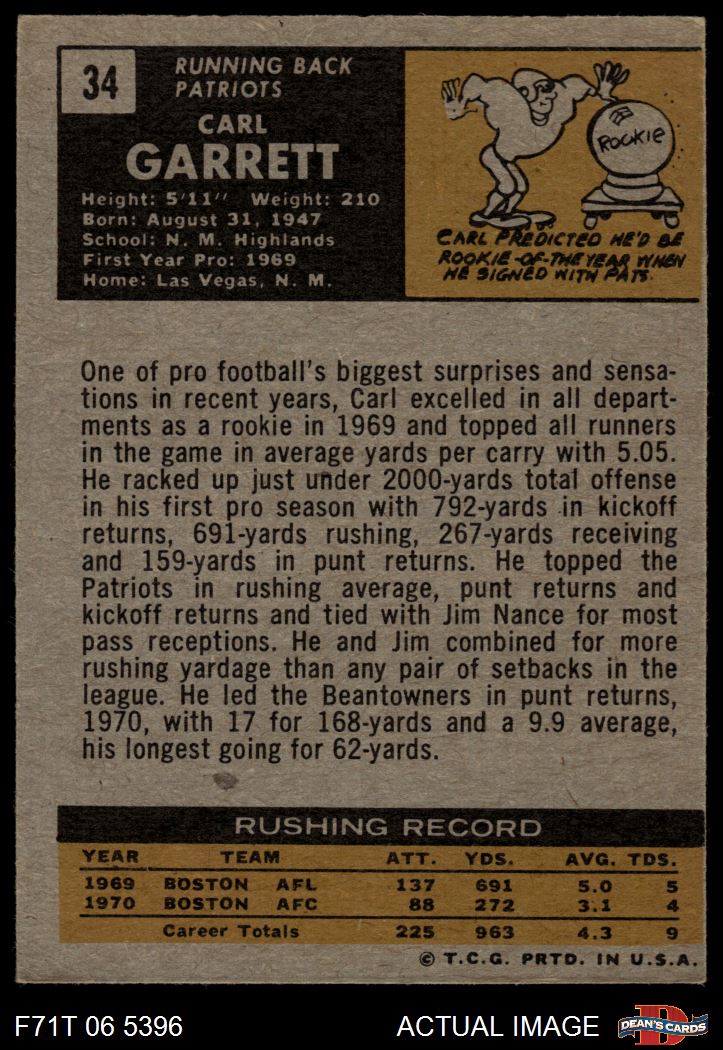 34
RUNNING BACK
PATRIOTS
CARL
GARRETT
Height: 5'11" Weight: 210
Born: August 31, 1947
School: N. M. Highlands
First Year Pro: 1969
Home: Las Vegas, N. M.
ROOKIE
CARL PREDICTED HE'D BE
ROOKIE-OF-THE YEAR WHEN
HE SIGNED WITH PATS.
One of pro football's biggest surprises and sensa-
tions in recent years, Carl excelled in all depart-
ments as a rookie in 1969 and topped all runners
in the game in average yards per carry with 5.05.
He racked up just under 2000-yards total offense
in his first pro season with 792-yards in kickoff
returns, 691-yards rushing, 267-yards receiving
and 159-yards in punt returns. He topped the
Patriots in rushing average, punt returns and
kickoff returns and tied with Jim Nance for most
pass receptions. He and Jim combined for more
rushing yardage than any pair of setbacks in the
league. He led the Beantowners in punt returns,
1970, with 17 for 168-yards and a 9.9 average,
his longest going for 62-yards.
RUSHING RECORD
YEAR TEAM ATT. YDS. AVG. TDS.
1969 BOSTON AFL 137 691 5.0 5
1970 BOSTON AFC 88 272 3.1 4
Career Totals 225 963 4.3 9
© T.C.G. PRTD. IN U.S.A.
F71T 06 5396 ACTUAL IMAGE D DEAN'S CARDS